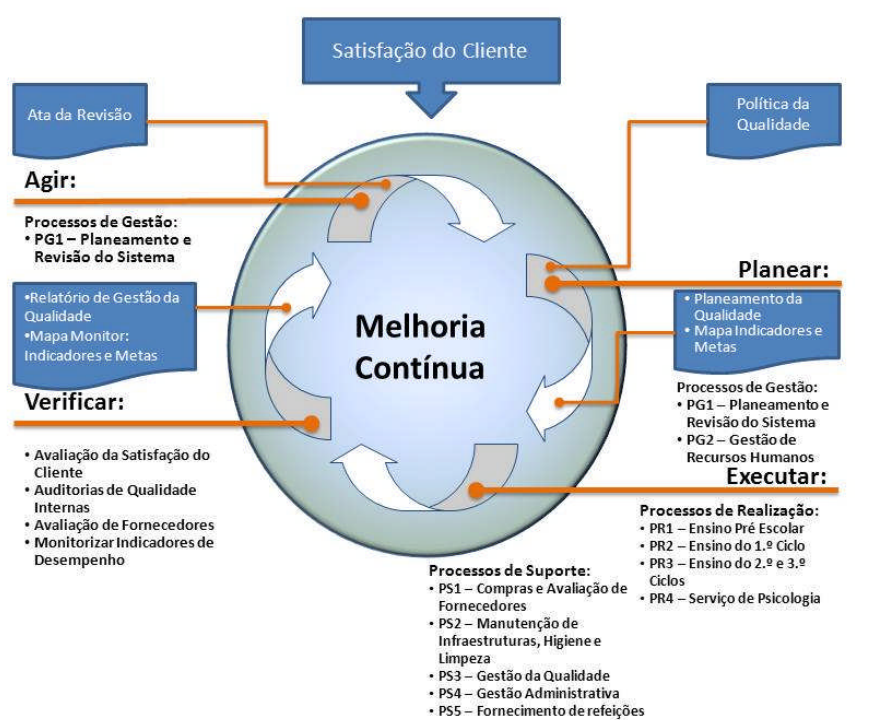 Satisfação do Cliente
Ata da Revisão
Política da
Qualidade
Agir:
Processos de Gestão:
• PG1 – Planeamento e
Revisão do Sistema
Planear:
• Planeamento da
Qualidade
• Mapa Indicadores e
Metas
Processos de Gestão:
• PG1 – Planeamento e
Revisão do Sistema
• PG2 – Gestão de
Recursos Humanos
•Relatório de Gestão da
Qualidade
•Mapa Monitor:
Indicadores e Metas
Melhoria
Contínua
Verificar:
• Avaliação da Satisfação do
Cliente
• Auditorias de Qualidade
Internas
• Avaliação de Fornecedores
• Monitorizar Indicadores de
Desempenho
Executar:
Processos de Realização:
• PR1 – Ensino Pré Escolar
• PR2 – Ensino do 1.º Ciclo
• PR3 – Ensino do 2.º e 3.º
Ciclos
• PR4 – Serviço de Psicologia
Processos de Suporte:
• PS1 – Compras e Avaliação de
Fornecedores
• PS2 – Manutenção de
Infraestruturas, Higiene e
Limpeza
• PS3 – Gestão da Qualidade
• PS4 – Gestão Administrativa
• PS5 – Fornecimento de refeições